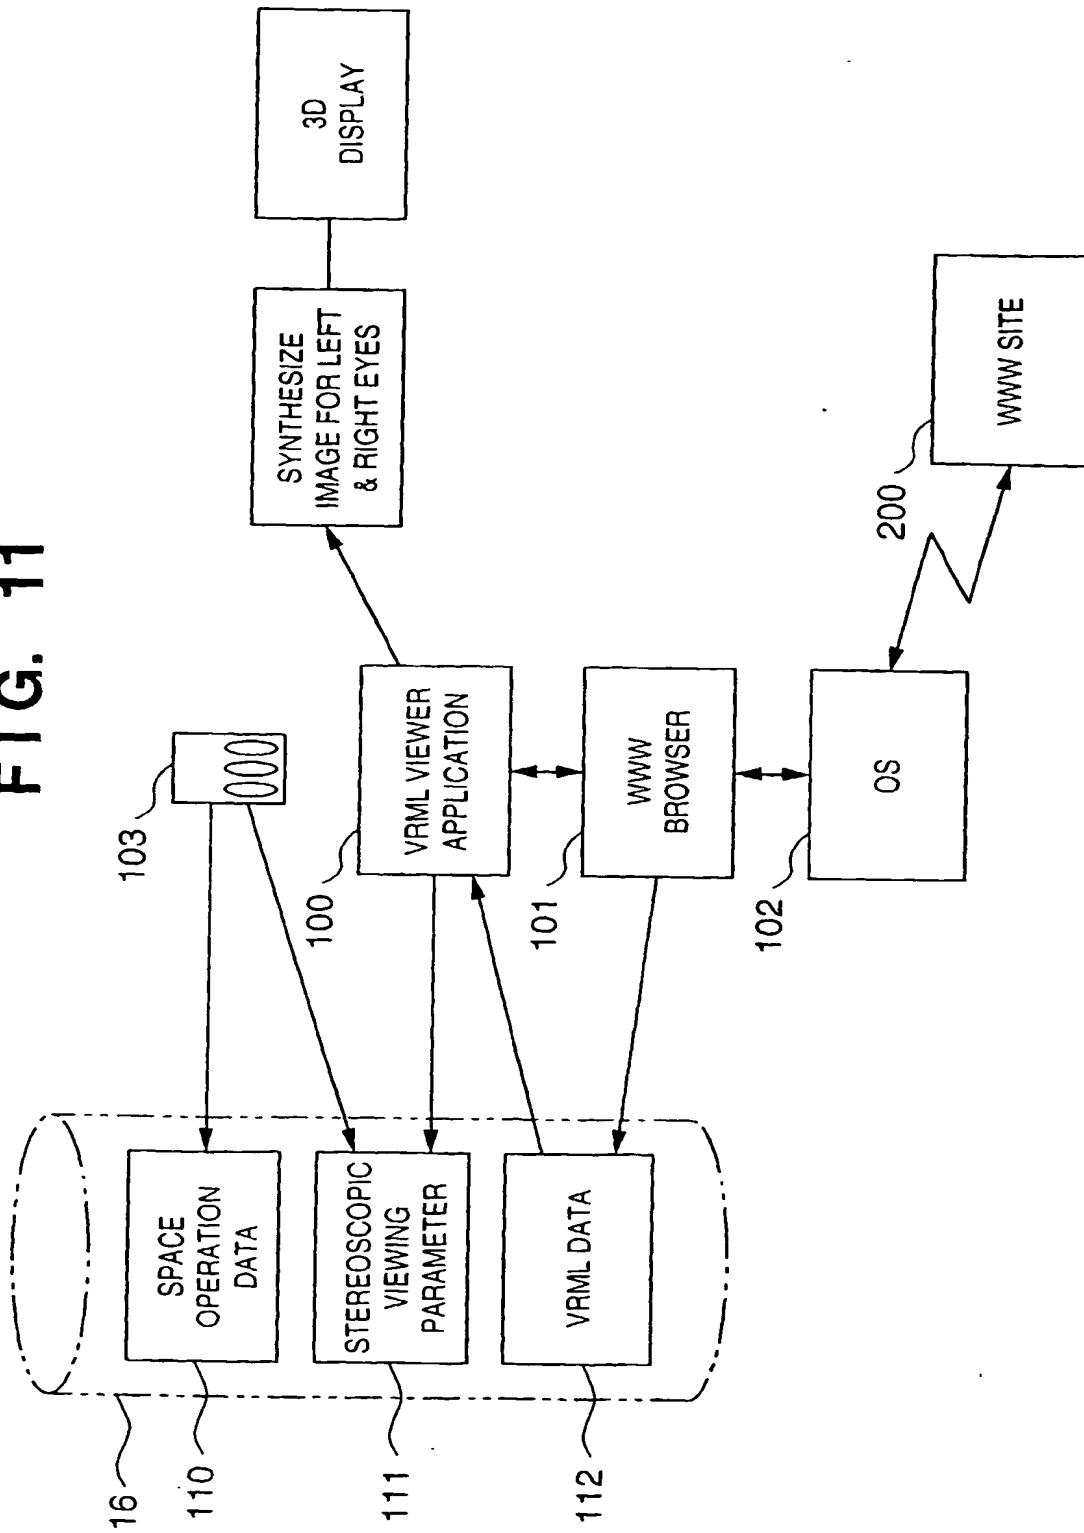 FIG. 11
16
110
SPACE
OPERATION
DATA
111
STEREOSCOPIC
VIEWING
PARAMETER
112
VRML DATA
103
100
VRML VIEWER
APPLICATION
101
WWW
BROWSER
102
OS
SYNTHESIZE
IMAGE FOR LEFT
& RIGHT EYES
3D
DISPLAY
200
WWW SITE